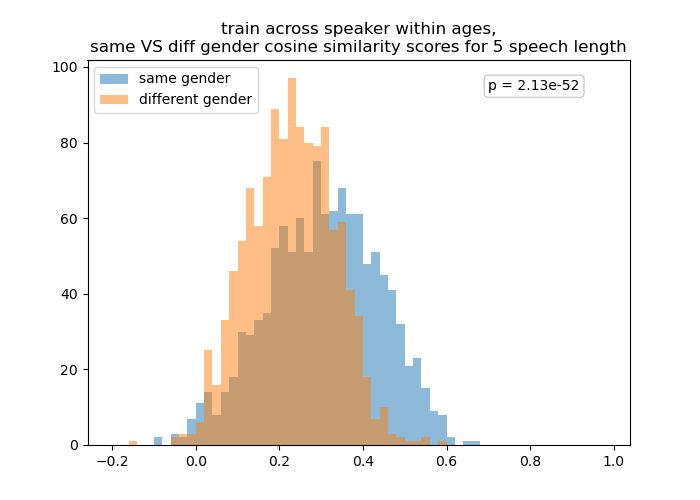 train across speaker within ages,
same VS diff gender cosine similarity scores for 5 speech length
same gender
different gender
p = 2.13e-52
100
80
60
40
20
0
−0.2 0.0 0.2 0.4 0.6 0.8 1.0